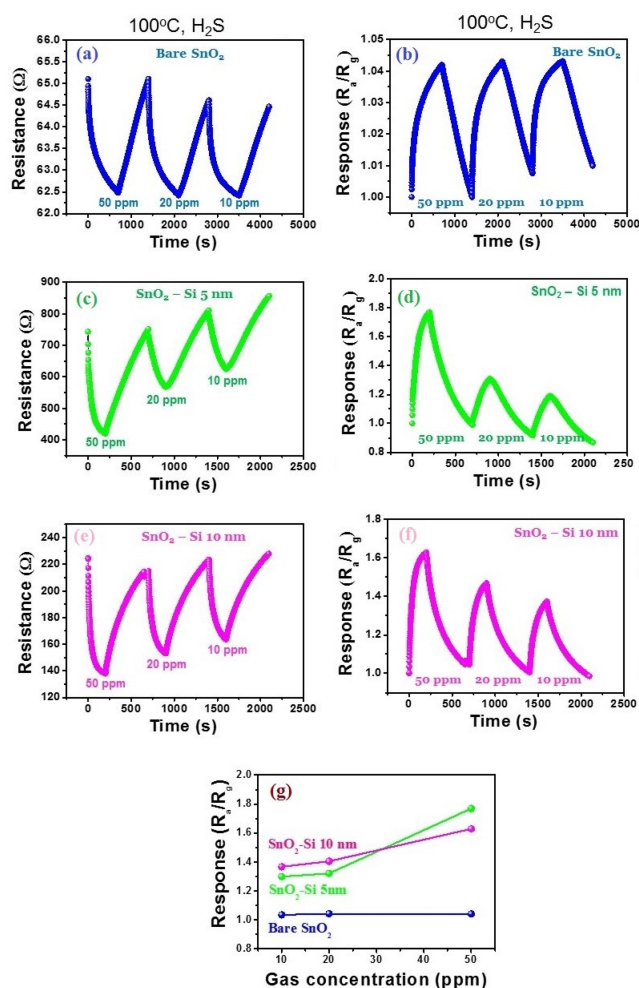 100°C, H₂S
100°C, H₂S
(a)
Bare SnO₂
Resistance (Ω)
66.0
65.5
65.0
64.5
64.0
63.5
63.0
62.5
62.0
50 ppm 20 ppm 10 ppm
0 1000 2000 3000 4000 5000
Time (s)
(b)
Bare SnO₂
Response (Rₐ/R_g)
1.04
1.03
1.01
1.00
50 ppm 20 ppm 10 ppm
0 1000 2000 3000 4000 5000
Time (s)
(c)
SnO₂ – Si 5 nm
Resistance (Ω)
900
800
700
600
500
400
50 ppm
20 ppm
10 ppm
0 500 1000 1500 2000 2500
Time (s)
(d)
SnO₂ – Si 5 nm
Response (Rₐ/R_g)
2.0
1.8
1.6
1.4
1.2
1.0
0.8
50 ppm 20 ppm 10 ppm
0 500 1000 1500 2000 2500
Time (s)
(e)
SnO₂ – Si 10 nm
Resistance (Ω)
240
220
200
180
160
140
120
50 ppm
20 ppm
10 ppm
0 500 1000 1500 2000 2500
Time (s)
(f)
SnO₂ – Si 10 nm
Response (Rₐ/R_g)
1.8
1.6
1.4
1.2
1.0
50 ppm 20 ppm 10 ppm
0 500 1000 1500 2000 2500
Time (s)
(g)
Response (Rₐ/R_g)
2.0
1.8
1.6
1.4
1.2
1.0
0.8
SnO₂-Si 10 nm
SnO₂-Si 5nm
Bare SnO₂
10 20 30 40 50
Gas concentration (ppm)